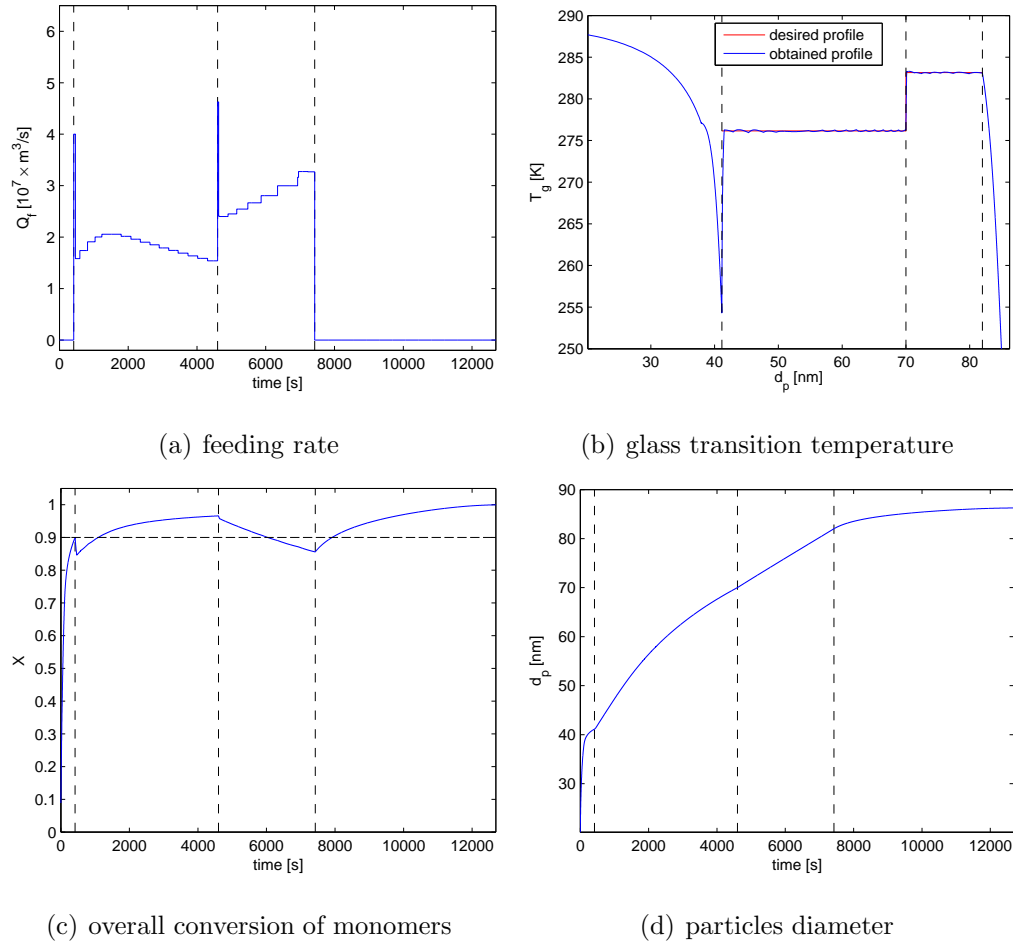 6
5
4
3
2
1
0
Q_f [10^7 × m^3/s]
0 2000 4000 6000 8000 10000 12000
time [s]
(a) feeding rate
290
285
280
275
270
265
260
255
250
T_g [K]
desired profile
obtained profile
30 40 50 60 70 80
d_p [nm]
(b) glass transition temperature
1
0.9
0.8
0.7
0.6
0.5
0.4
0.3
0.2
0.1
0
X
0 2000 4000 6000 8000 10000 12000
time [s]
(c) overall conversion of monomers
90
80
70
60
50
40
30
d_p [nm]
0 2000 4000 6000 8000 10000 12000
time [s]
(d) particles diameter